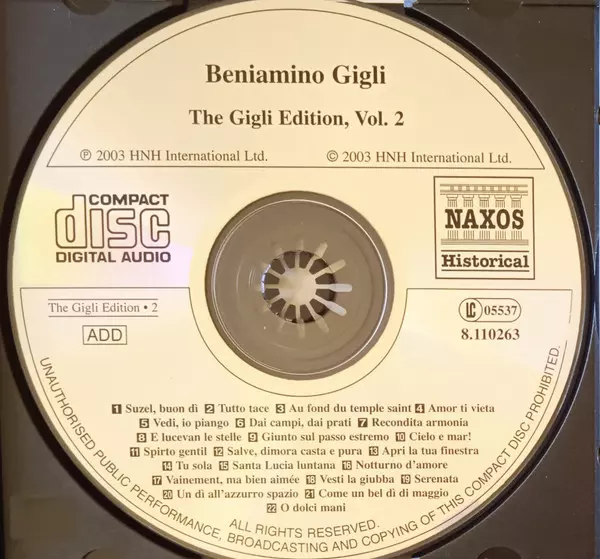 Beniamino Gigli
The Gigli Edition, Vol. 2
℗ 2003 HNH International Ltd. © 2003 HNH International Ltd.
COMPACT
disc
DIGITAL AUDIO
NAXOS
Historical
The Gigli Edition • 2
ADD
LC 05537
8.110263
1 Suzel, buon dì 2 Tutto tace 3 Au fond du temple saint 4 Amor ti vieta
5 Vedi, io piango 6 Dai campi, dai prati 7 Recondita armonia
8 E lucevan le stelle 9 Giunto sul passo estremo 10 Cielo e mar!
11 Spirto gentil 12 Salve, dimora casta e pura 13 Apri la tua finestra
14 Tu sola 15 Santa Lucia luntana 16 Notturno d'amore
17 Vainement, ma bien aimée 18 Vesti la giubba 19 Serenata
20 Un dì all'azzurro spazio 21 Come un bel dì di maggio
22 O dolci mani
ALL RIGHTS RESERVED.
UNAUTHORISED PUBLIC PERFORMANCE, BROADCASTING AND COPYING OF THIS COMPACT DISC PROHIBITED.